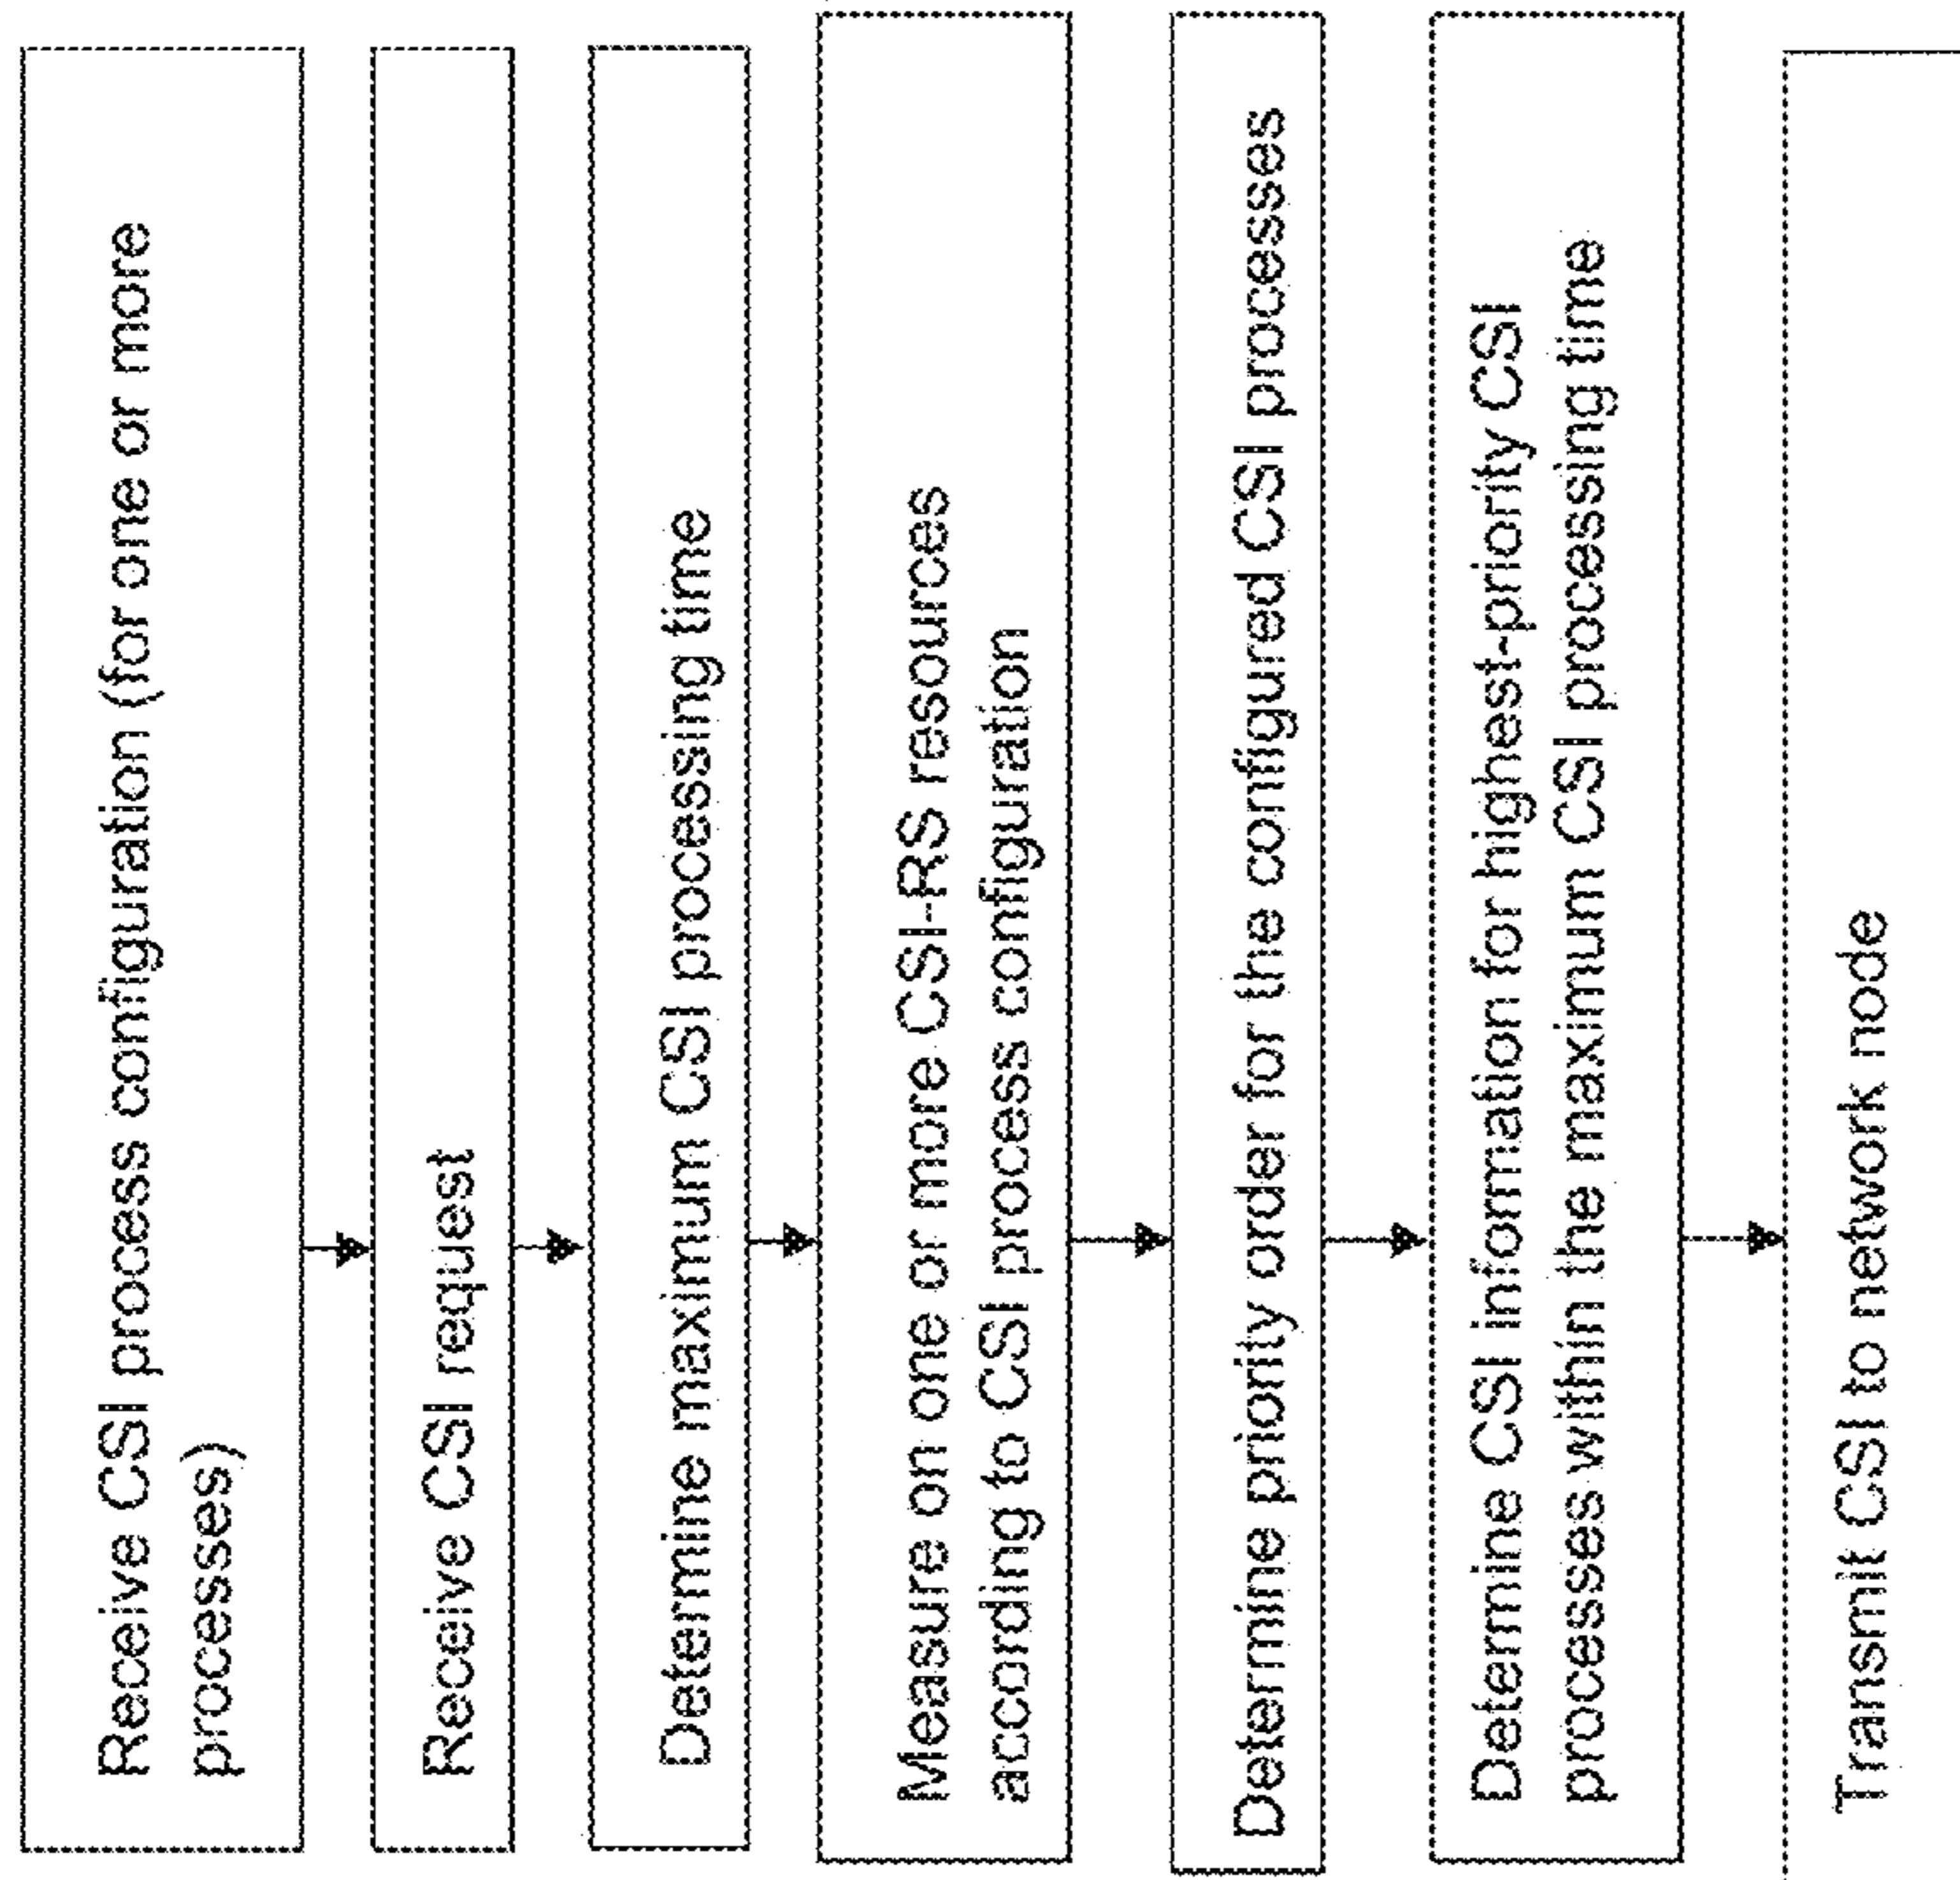 Receive CSI process configuration (for one or more
processes)
Receive CSI request
Determine maximum CSI processing time
Measure on one or more CSI-RS resources
according to CSI process configuration
Determine priority order for the configured CSI processes
Determine CSI information for highest-priority CSI
processes within the maximum CSI processing time
Transmit CSI to network node